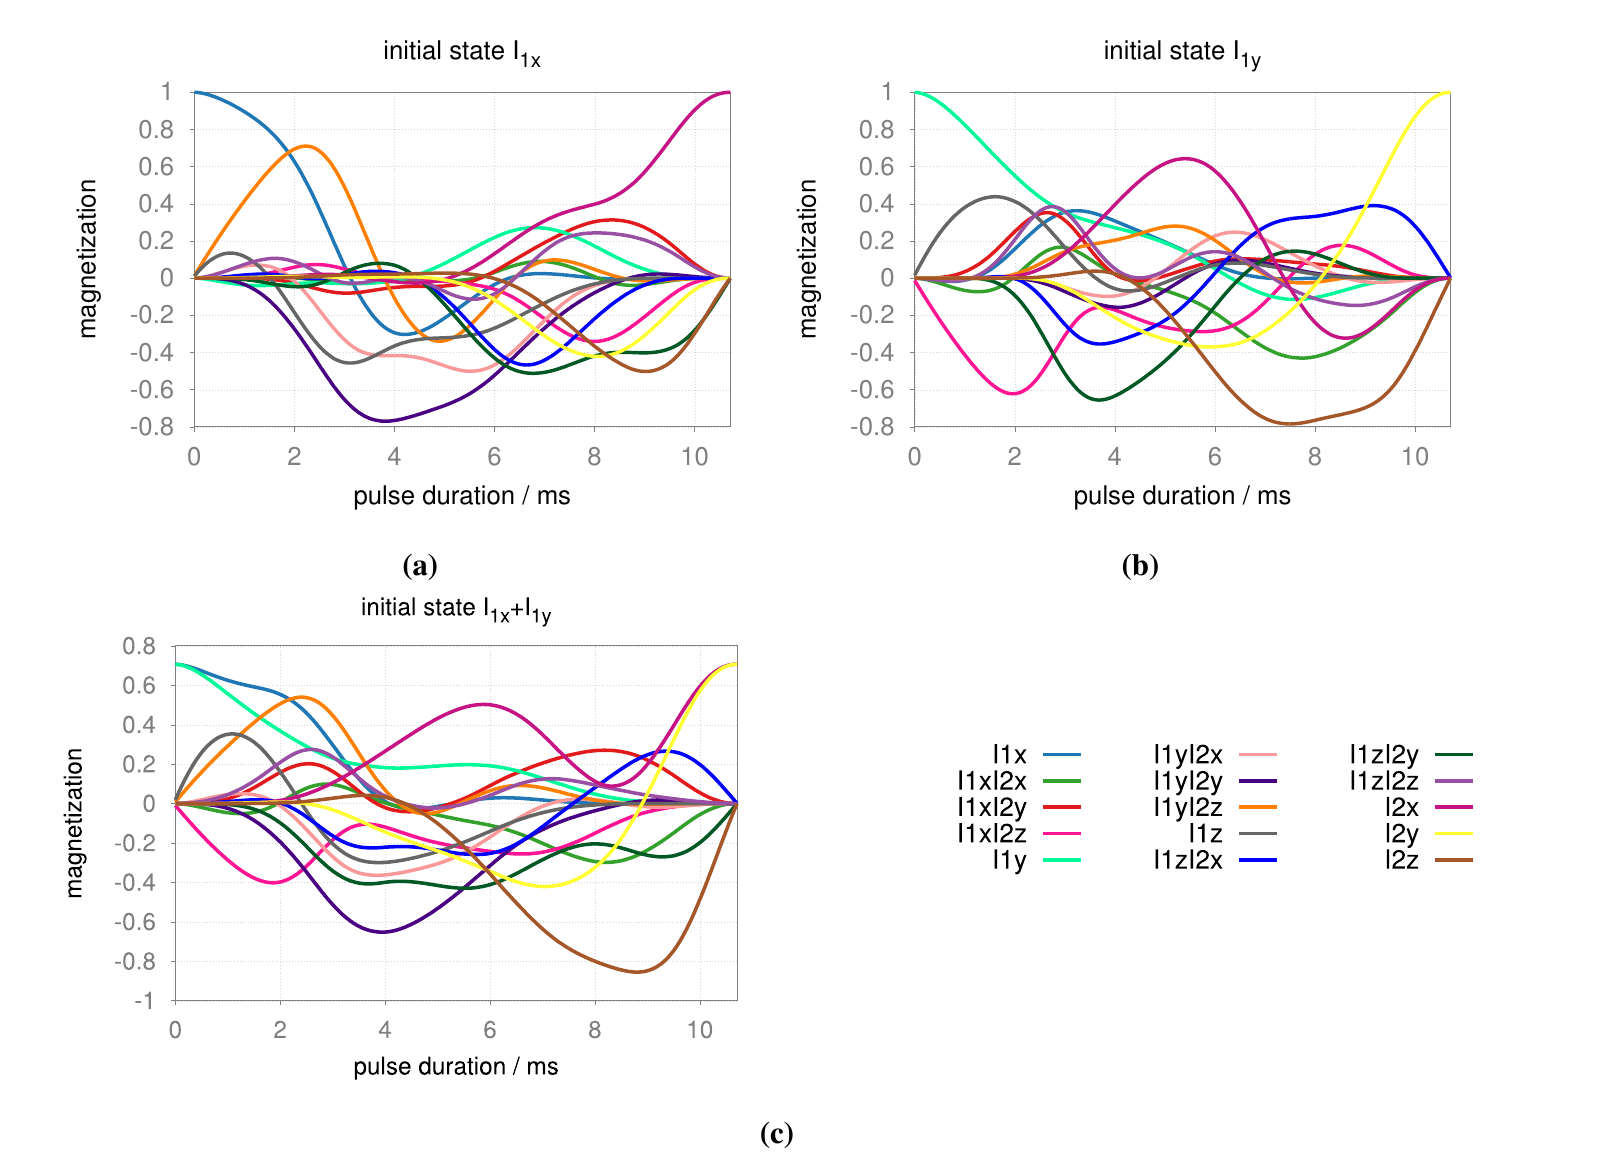 initial state I1x
1
0.8
0.6
0.4
0.2
0
-0.2
-0.4
-0.6
-0.8
magnetization
0 2 4 6 8 10
pulse duration / ms
(a)
initial state I1y
1
0.8
0.6
0.4
0.2
0
-0.2
-0.4
-0.6
-0.8
magnetization
0 2 4 6 8 10
pulse duration / ms
(b)
initial state I1x+I1y
0.8
0.6
0.4
0.2
0
-0.2
-0.4
-0.6
-0.8
-1
magnetization
0 2 4 6 8 10
pulse duration / ms
I1x
I1xI2x
I1xI2y
I1xI2z
I1y
I1yI2x
I1yI2y
I1yI2z
I1z
I1zI2x
I1zI2y
I1zI2z
I2x
I2y
I2z
(c)